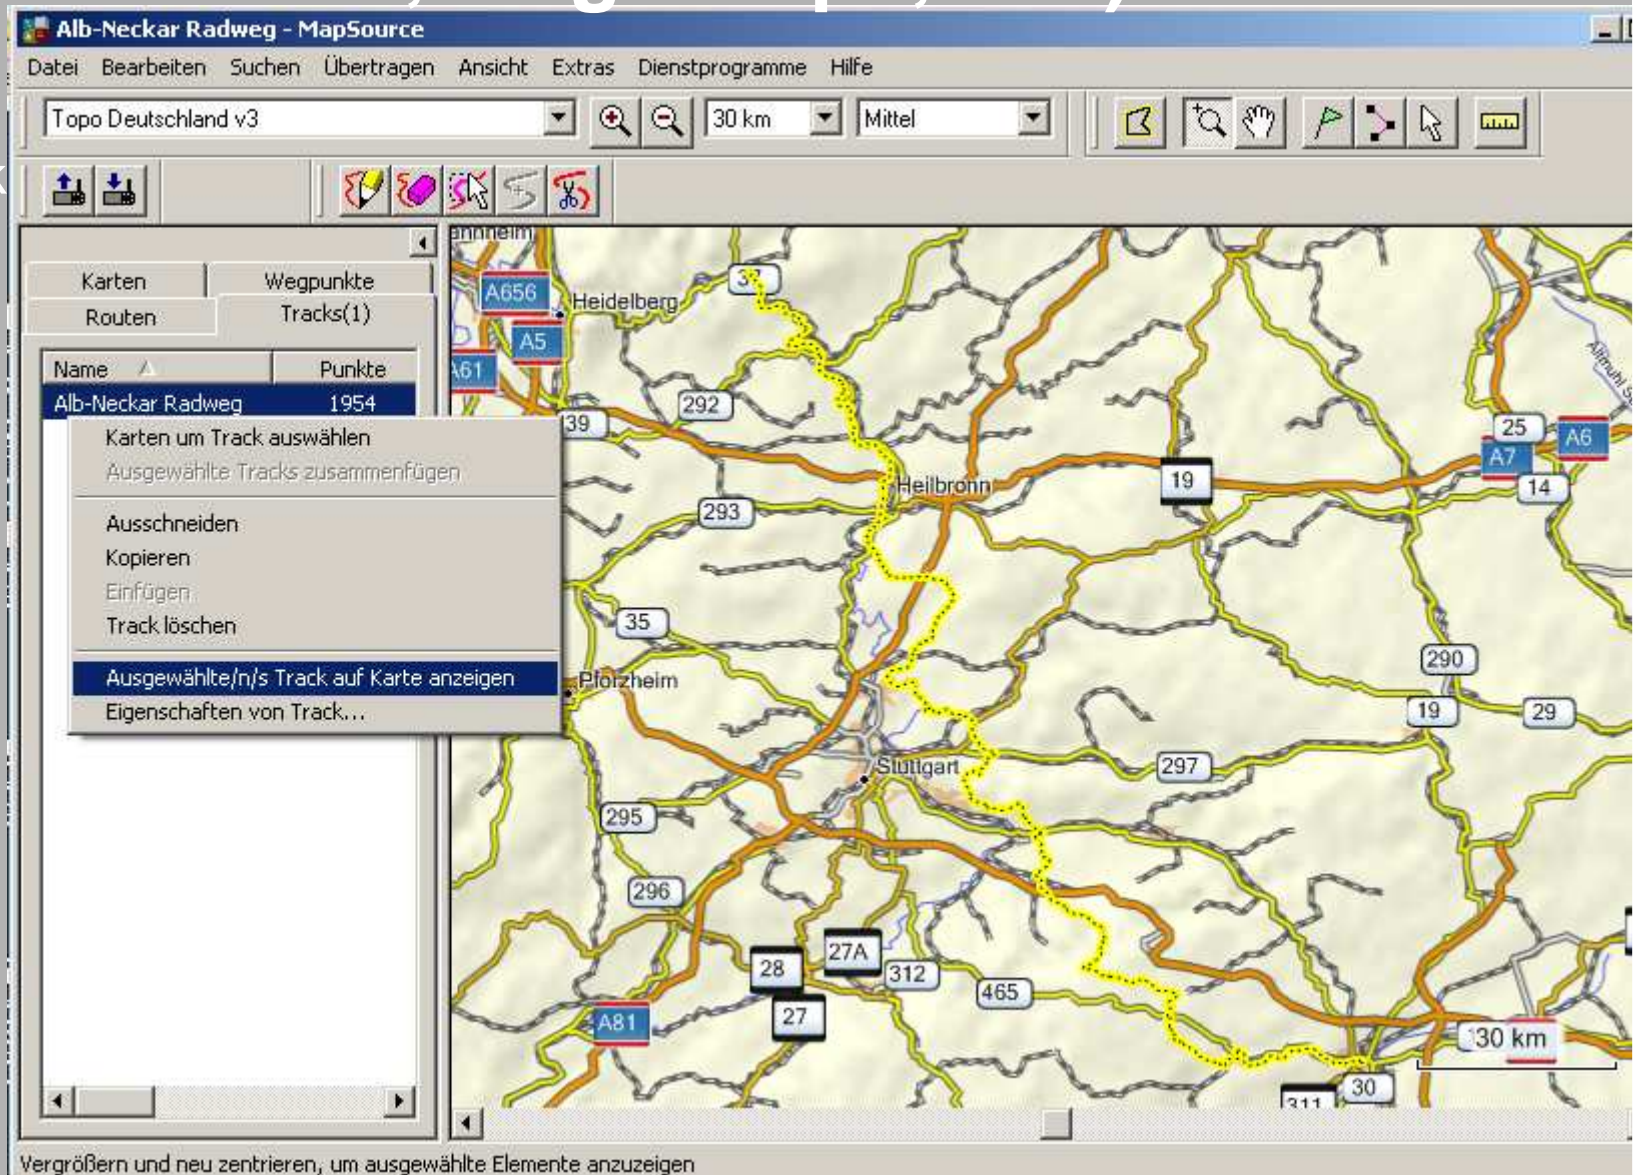 Alb-Neckar Radweg - MapSource
Datei Bearbeiten Suchen Übertragen Ansicht Extras Dienstprogramme Hilfe
Topo Deutschland v3 30 km Mittel
Karten Wegpunkte
Routen Tracks(1)
Name Punkte
Alb-Neckar Radweg 1954
Karten um Track auswählen
Ausgewählte Tracks zusammenfügen
Ausschneiden
Kopieren
Einfügen
Track löschen
Ausgewählte/n/s Track auf Karte anzeigen
Eigenschaften von Track...
annheim
37
A656
Heidelberg
A5
A61
292
39
25
A6
A7
14
19
Heilbronn
293
35
290
Pforzheim
19
29
Stuttgart
297
295
296
27A
28
312
465
27
A81
30 km
30
311
Vergrößern und neu zentrieren, um ausgewählte Elemente anzuzeigen